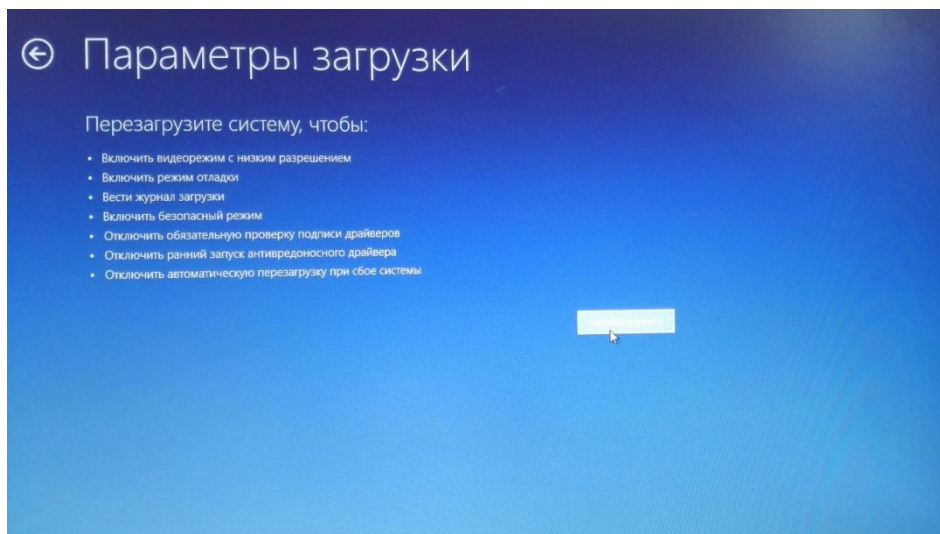 Параметры загрузки
Перезагрузите систему, чтобы:
• Включить видеорежим с низким разрешением
• Включить режим отладки
• Вести журнал загрузки
• Включить безопасный режим
• Отключить обязательную проверку подписи драйверов
• Отключить ранний запуск антивредоносного драйвера
• Отключить автоматическую перезагрузку при сбое системы